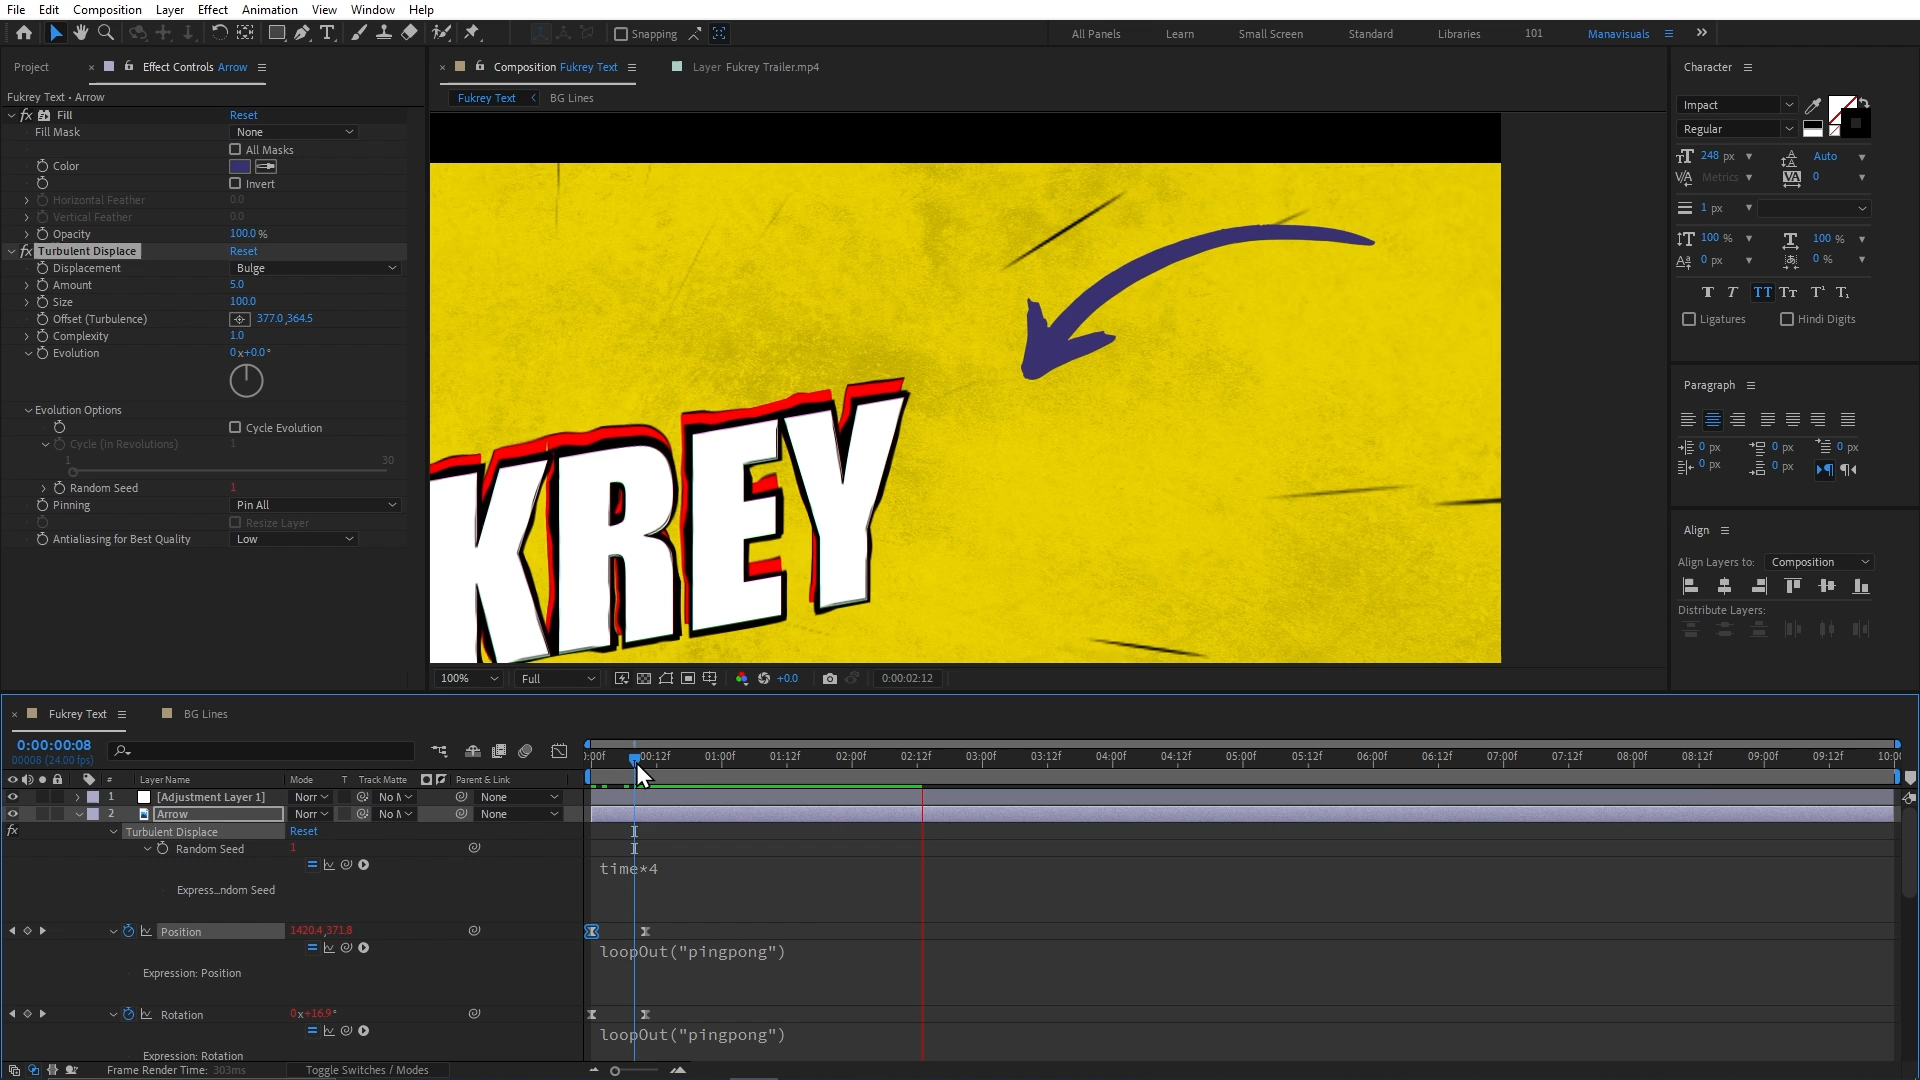 File Edit Composition Layer Effect Animation View Window Help
Snapping
All Panels Learn Small Screen Standard Libraries 101 Manavisuals
Project Effect Controls Arrow
Composition Fukrey Text Layer Fukrey Trailer.mp4
Character
Fukrey Text • Arrow
Fukrey Text BG Lines
Fill Reset
Fill Mask None
All Masks
Color
Invert
Horizontal Feather 0.0
Vertical Feather 0.0
Opacity 100.0 %
Turbulent Displace Reset
Displacement Bulge
Amount 5.0
Size 100.0
Offset (Turbulence) 377.0,364.5
Complexity 1.0
Evolution 0x+0.0°
Evolution Options
Cycle Evolution
Cycle (in Revolutions) 1
1 30
Random Seed 1
Pinning Pin All
Resize Layer
Antialiasing for Best Quality Low
KREY
100% Full +0.0 0:00:02:12
Impact
Regular
248 px Auto
Metrics 0
1 px
100 % 100 %
0 px 0 %
T T TT Tt T¹ T₁
Ligatures Hindi Digits
Paragraph
0 px 0 px 0 px
0 px 0 px
Align
Align Layers to: Composition
Distribute Layers:
Fukrey Text BG Lines
0:00:00:08
00008 (24.00 fps)
:00f 00:12f 01:00f 01:12f 02:00f 02:12f 03:00f 03:12f 04:00f 04:12f 05:00f 05:12f 06:00f 06:12f 07:00f 07:12f 08:00f 08:12f 09:00f 09:12f 10:0
# Layer Name Mode T Track Matte Parent & Link
1 [Adjustment Layer 1] Norr No M None
2 Arrow Norr No M None
fx Turbulent Displace Reset
Random Seed 1
time*4
Express...ndom Seed
Position 1420.4,371.8
loopOut("pingpong")
Expression: Position
Rotation 0x+16.9°
loopOut("pingpong")
Expression: Rotation
Frame Render Time: 303ms Toggle Switches / Modes